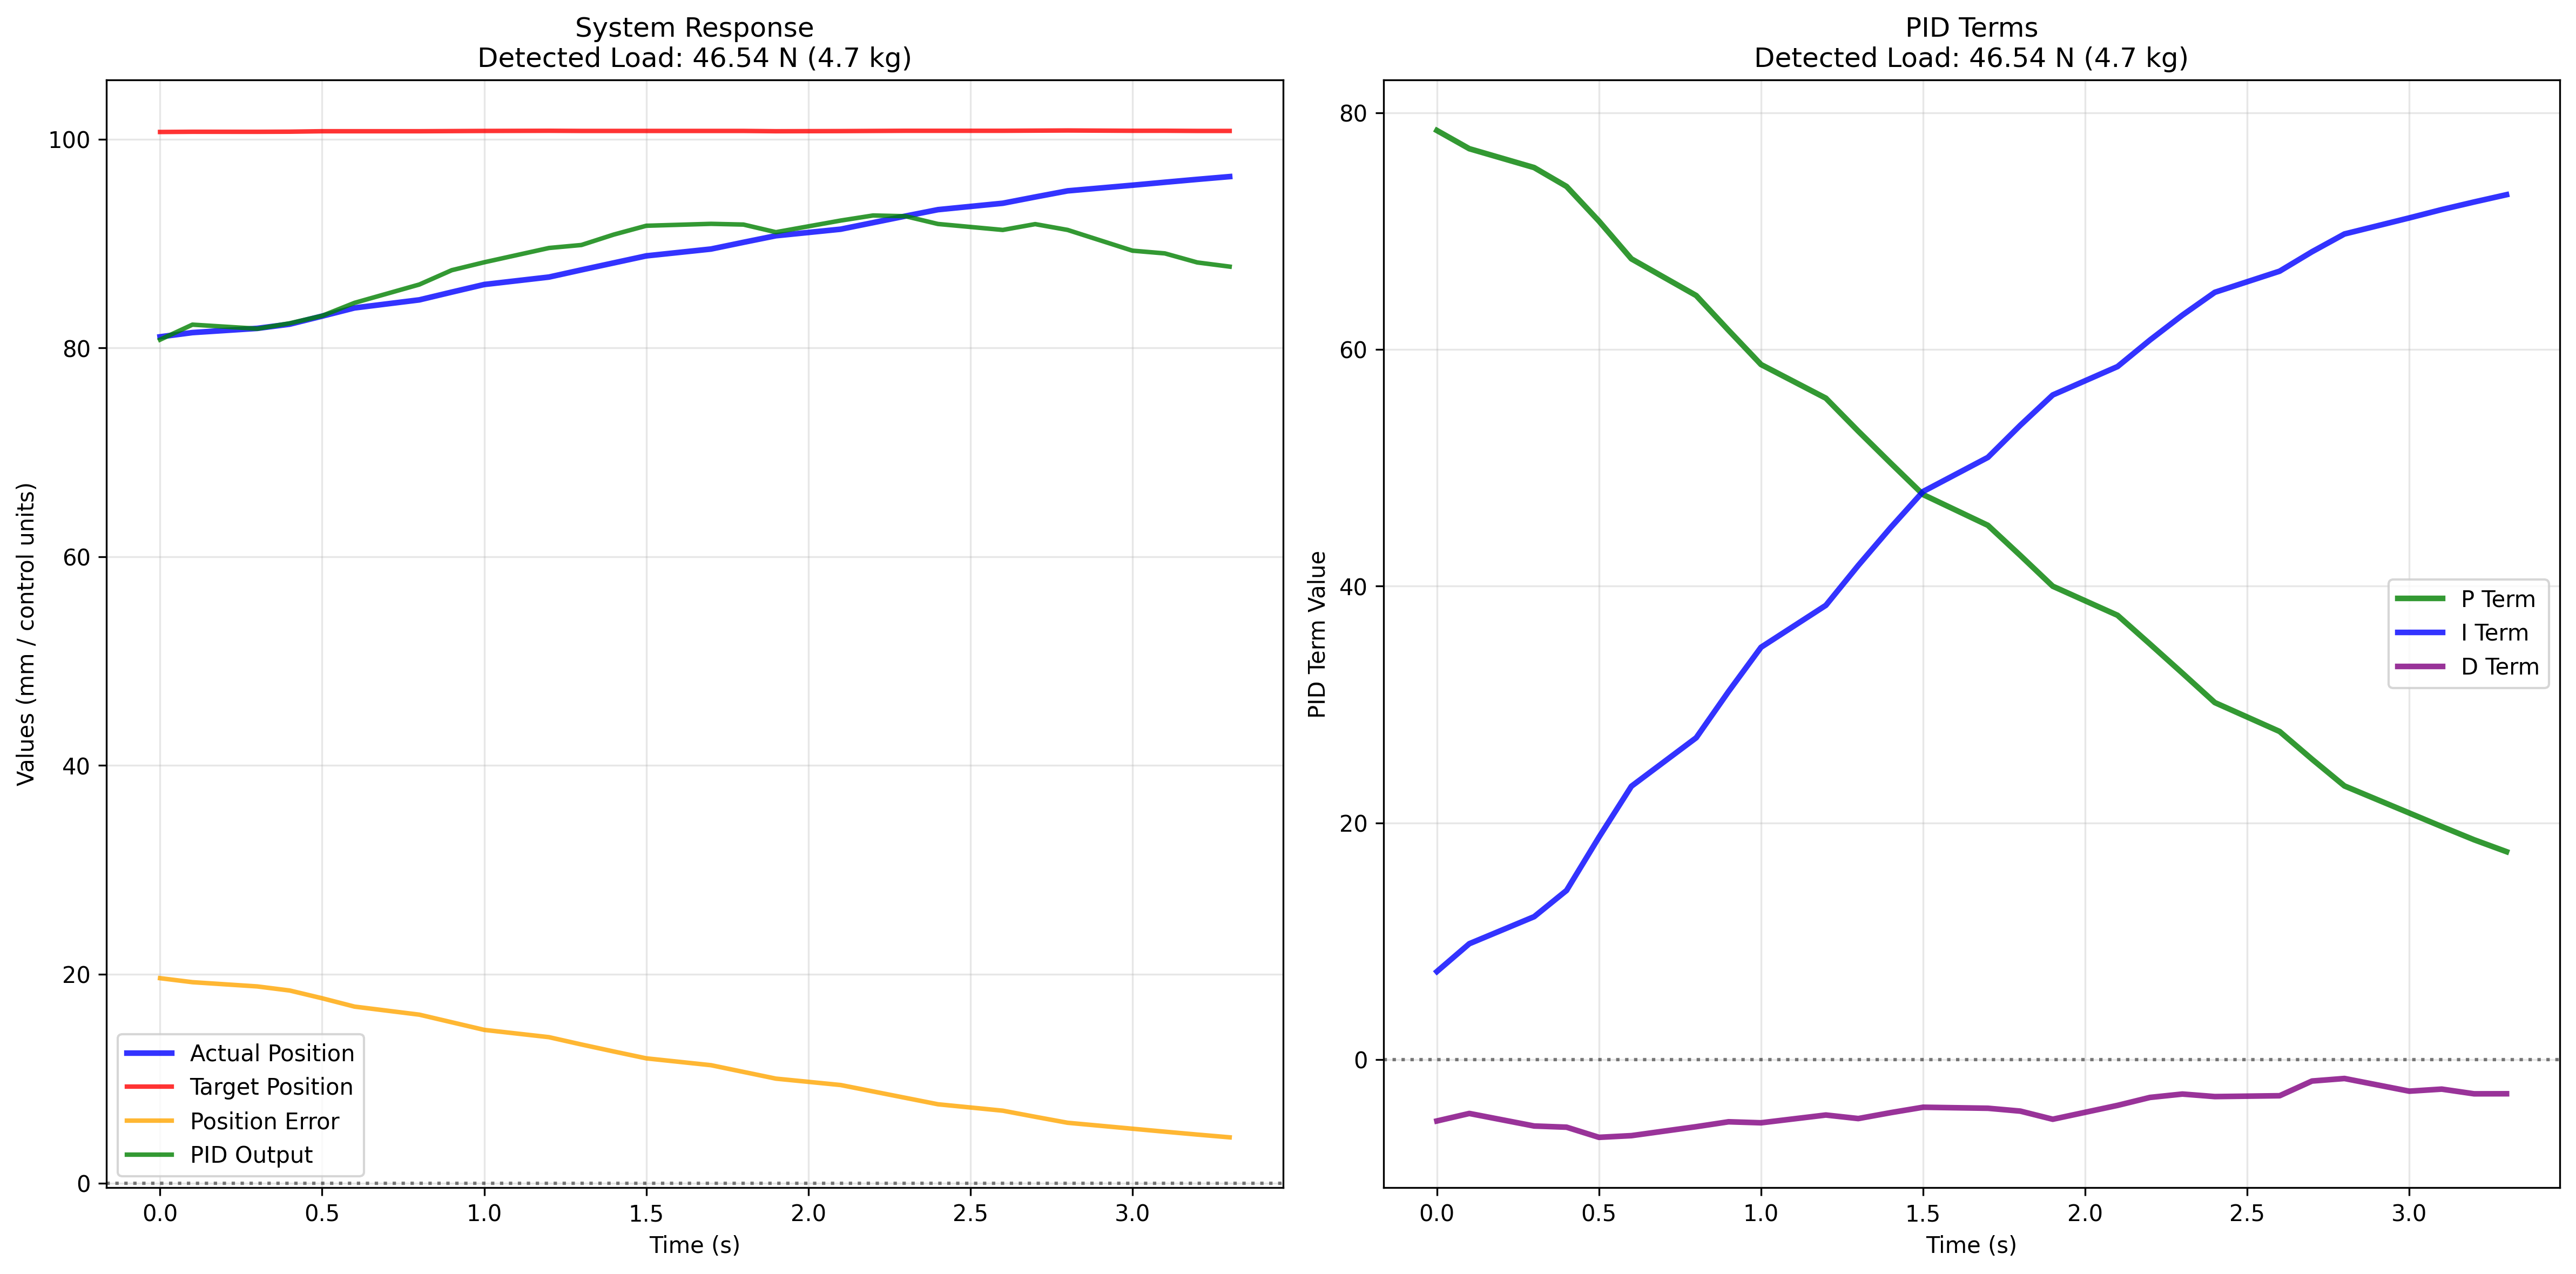 System Response
Detected Load: 46.54 N (4.7 kg)
Values (mm / control units)
100
80
60
40
20
0
Actual Position
Target Position
Position Error
PID Output
0.0 0.5 1.0 1.5 2.0 2.5 3.0
Time (s)
PID Terms
Detected Load: 46.54 N (4.7 kg)
PID Term Value
80
60
40
20
0
P Term
I Term
D Term
0.0 0.5 1.0 1.5 2.0 2.5 3.0
Time (s)